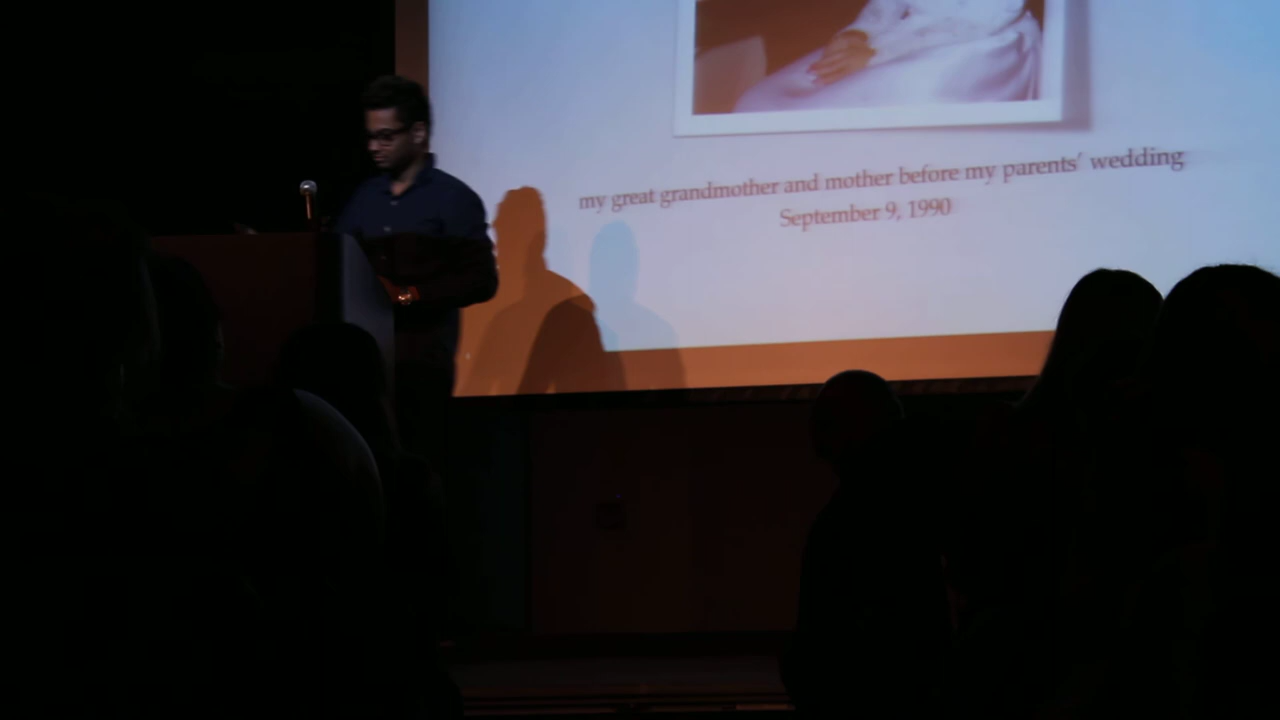 my great grandmother and mother before my parents' wedding
September 9, 1990